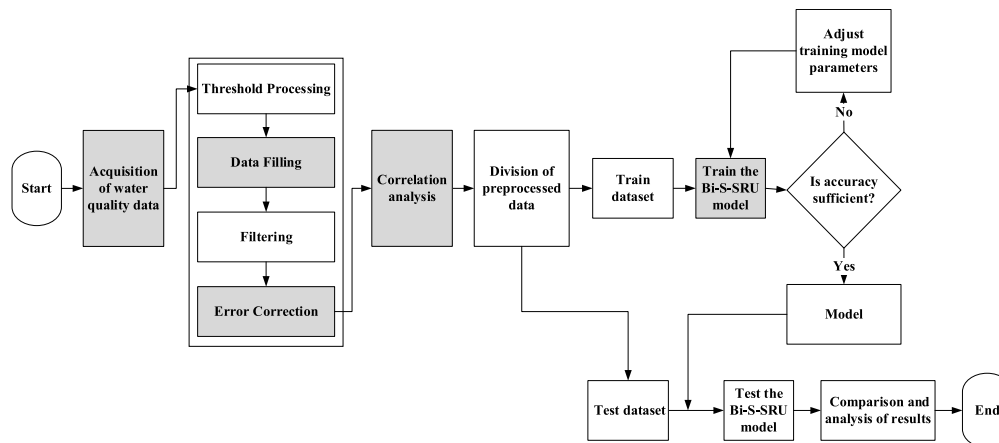 Start
Acquisition
of water
quality data
Threshold Processing
Data Filling
Filtering
Error Correction
Correlation
analysis
Division of
preprocessed
data
Train
dataset
Train the
Bi-S-SRU
model
Is accuracy
sufficient?
No
Adjust
training model
parameters
Yes
Model
Test dataset
Test the
Bi-S-SRU
model
Comparison and
analysis of results
End